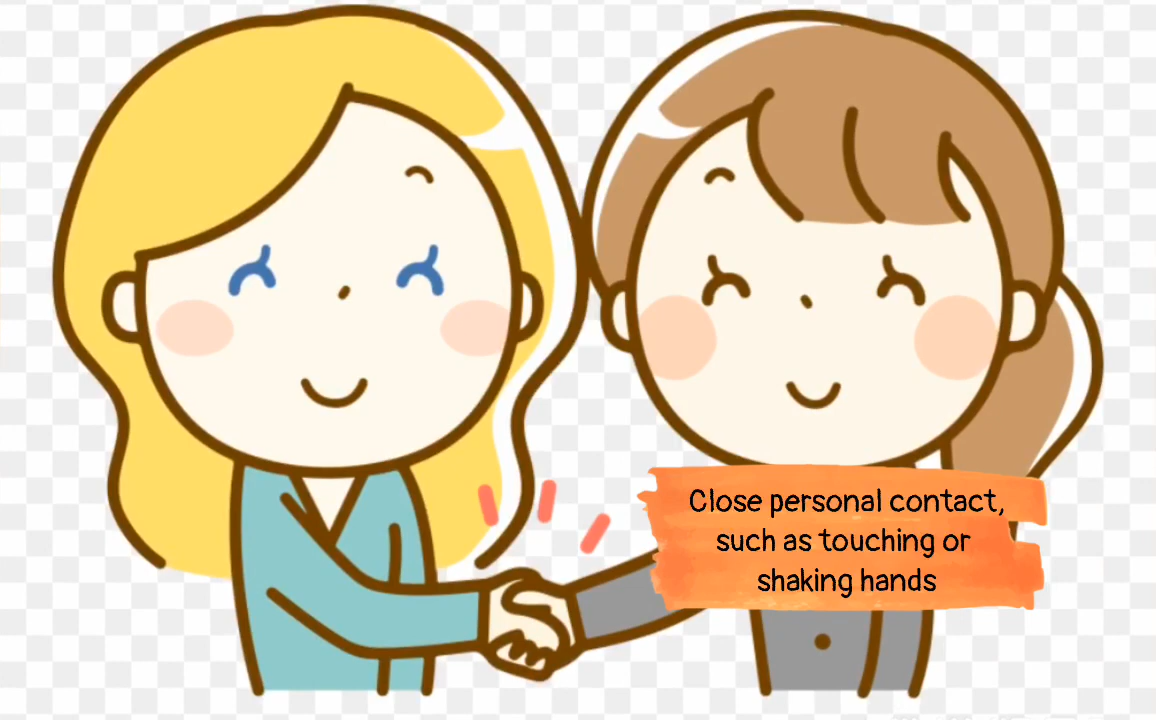 Close personal contact,
such as touching or
shaking hands